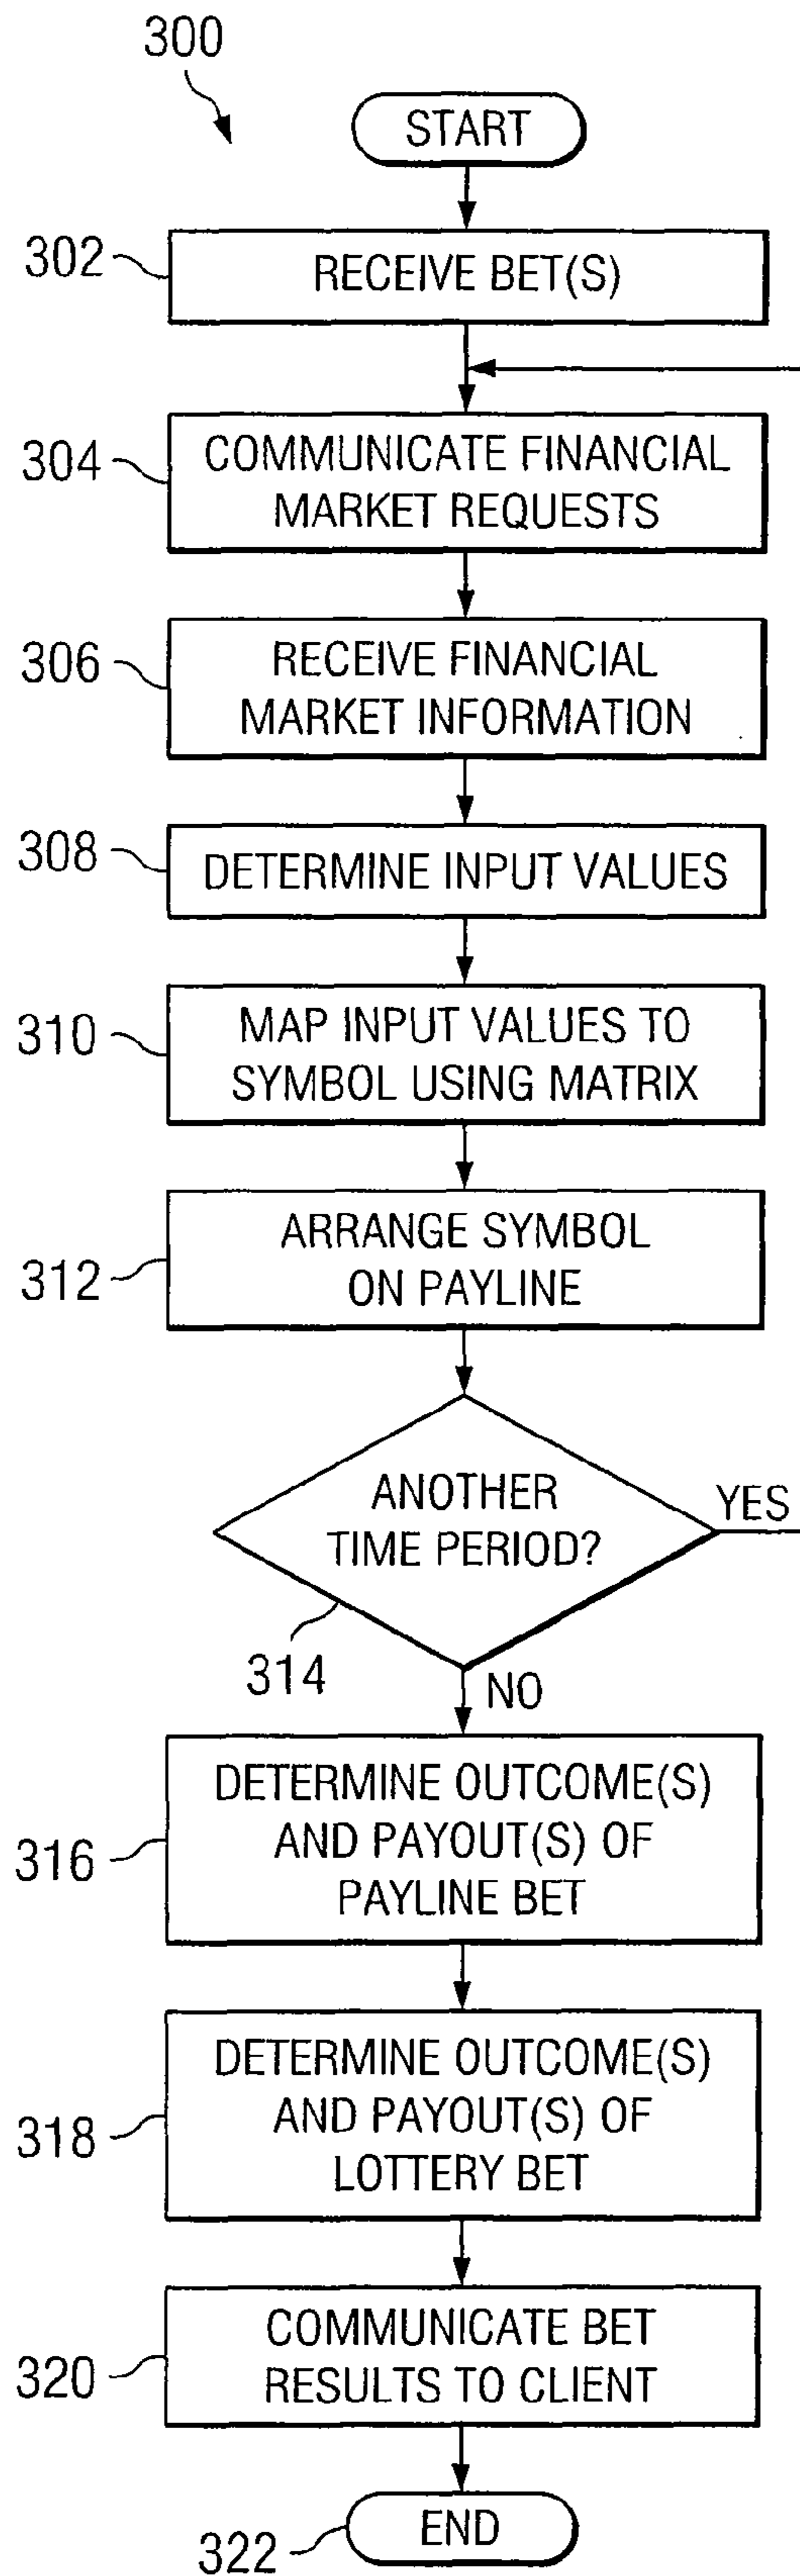 300
START
302
RECEIVE BET(S)
304
COMMUNICATE FINANCIAL
MARKET REQUESTS
306
RECEIVE FINANCIAL
MARKET INFORMATION
308
DETERMINE INPUT VALUES
310
MAP INPUT VALUES TO
SYMBOL USING MATRIX
312
ARRANGE SYMBOL
ON PAYLINE
ANOTHER
TIME PERIOD?
YES
314
NO
316
DETERMINE OUTCOME(S)
AND PAYOUT(S) OF
PAYLINE BET
318
DETERMINE OUTCOME(S)
AND PAYOUT(S) OF
LOTTERY BET
320
COMMUNICATE BET
RESULTS TO CLIENT
322
END